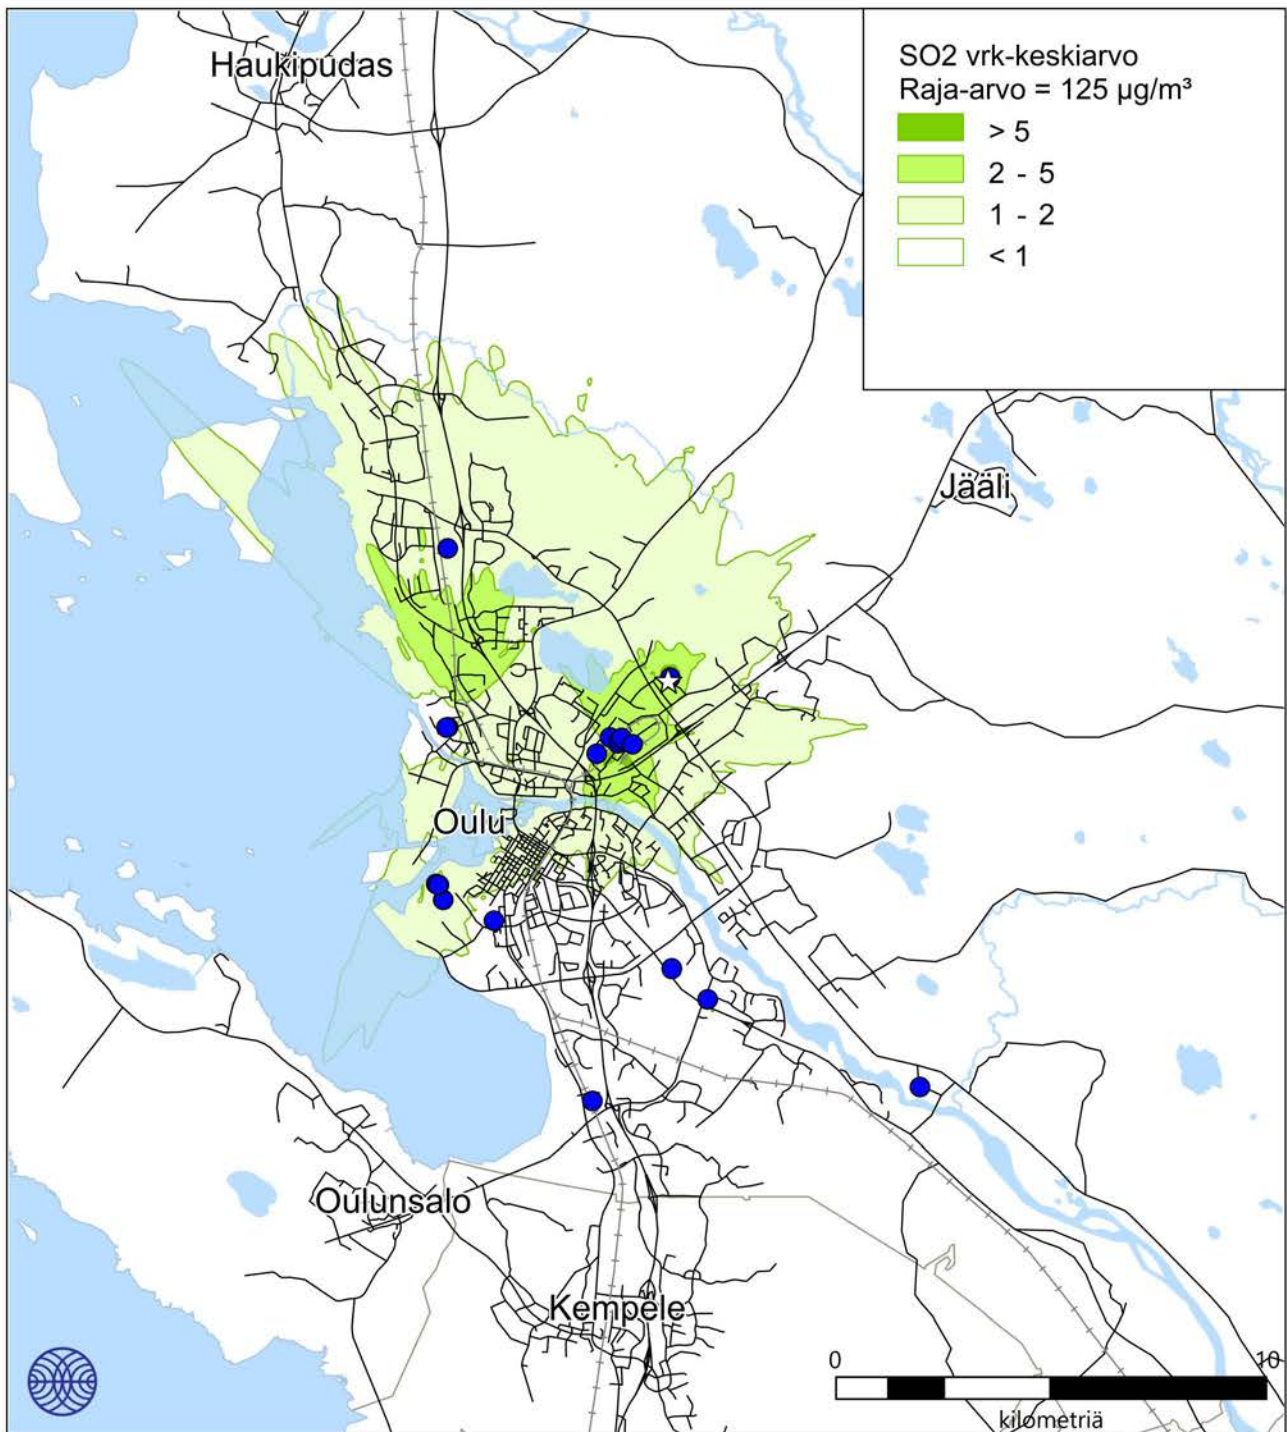 Haukipudas
SO2 vrk-keskiarvo
Raja-arvo = 125 µg/m³
> 5
2 - 5
1 - 2
< 1
Jääli
Oulu
Oulunsalo
Kempele
0
10
kilometriä